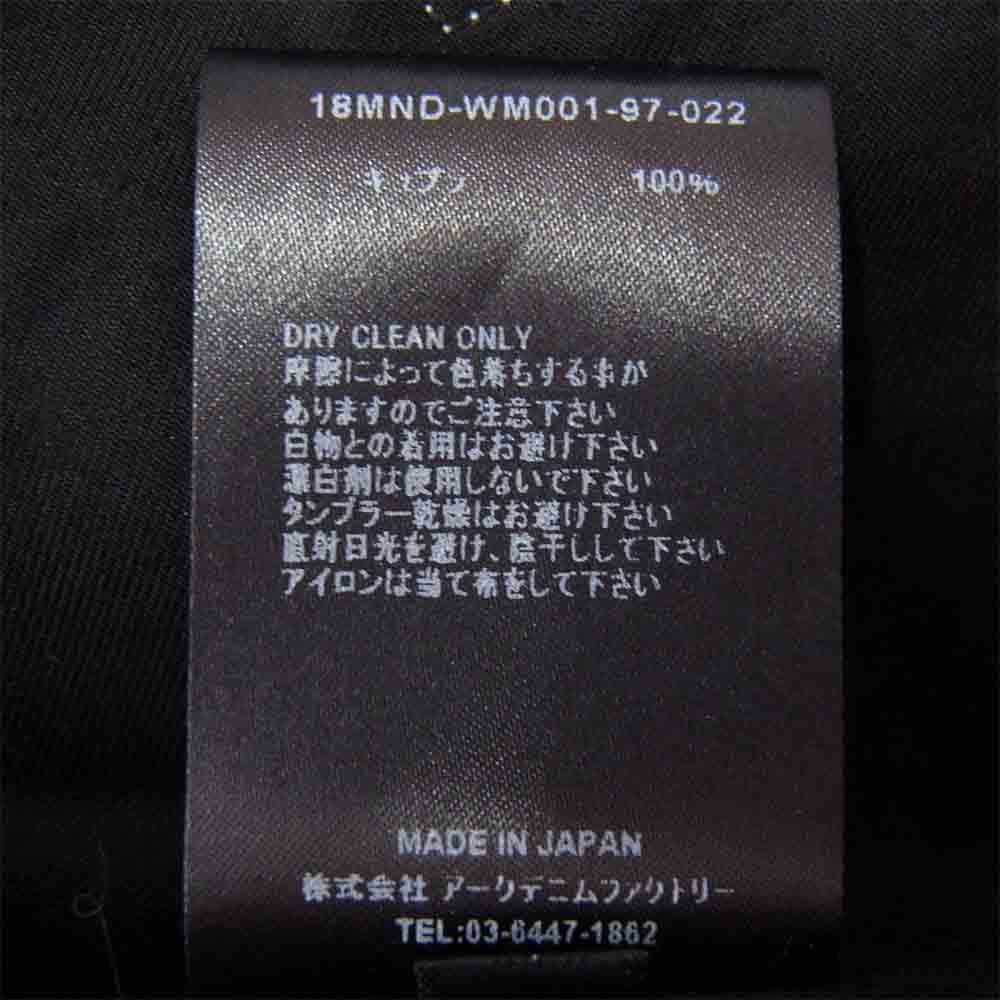 18MND-WM001-97-022
キュプラ 100%
DRY CLEAN ONLY
摩擦によって色落ちする事が
ありますのでご注意下さい
白物との着用はお避け下さい
漂白剤は使用しないで下さい
タンブラー乾燥はお避け下さい
直射日光を避け、陰干しして下さい
アイロンは当て布をして下さい
MADE IN JAPAN
株式会社 アークデニムファクトリー
TEL:03-6447-1862